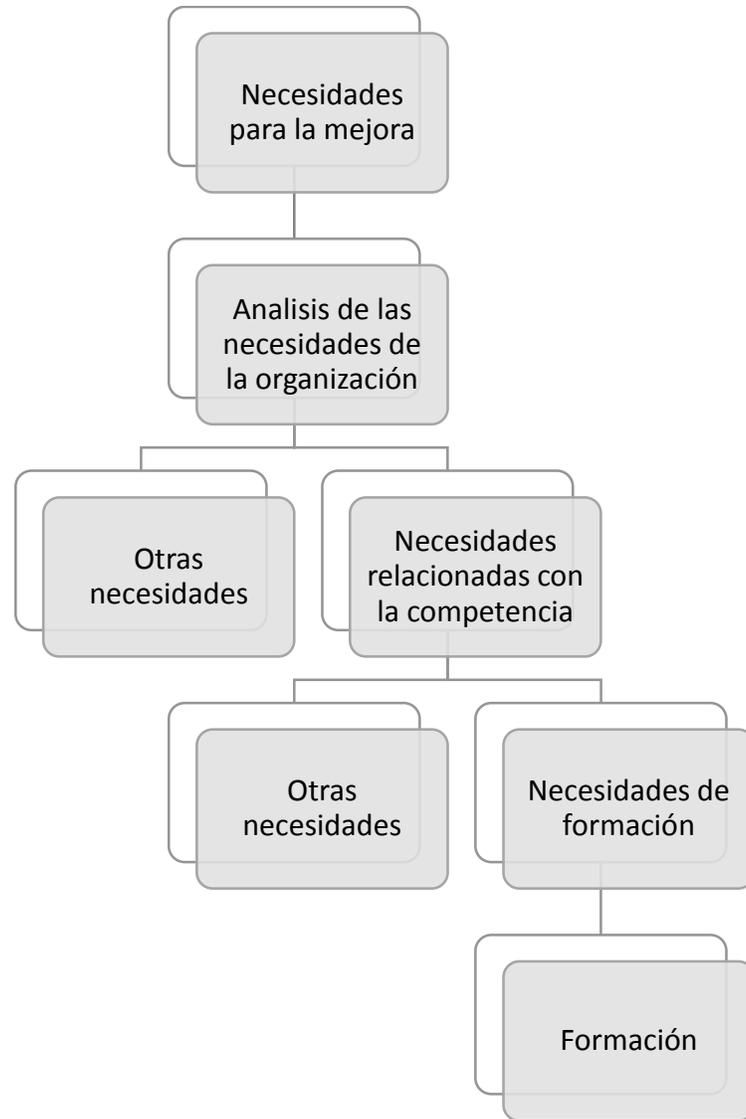 Necesidades
para la mejora
Analisis de las
necesidades de
la organización
Otras
necesidades
Necesidades
relacionadas con
la competencia
Otras
necesidades
Necesidades de
formación
Formación